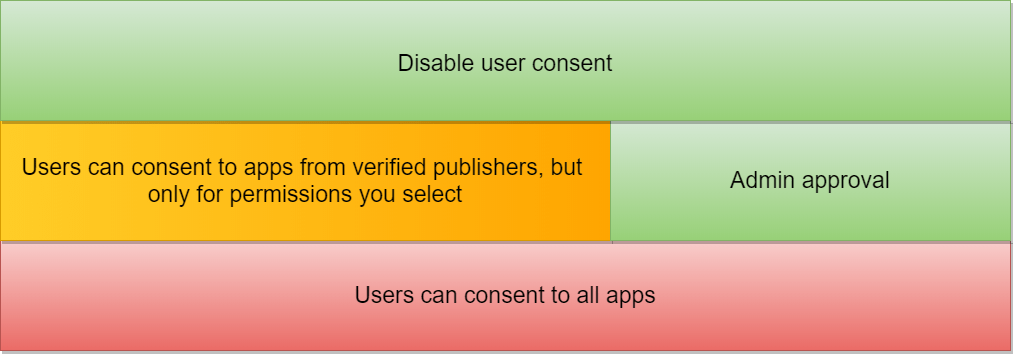 Disable user consent
Users can consent to apps from verified publishers, but
only for permissions you select
Admin approval
Users can consent to all apps